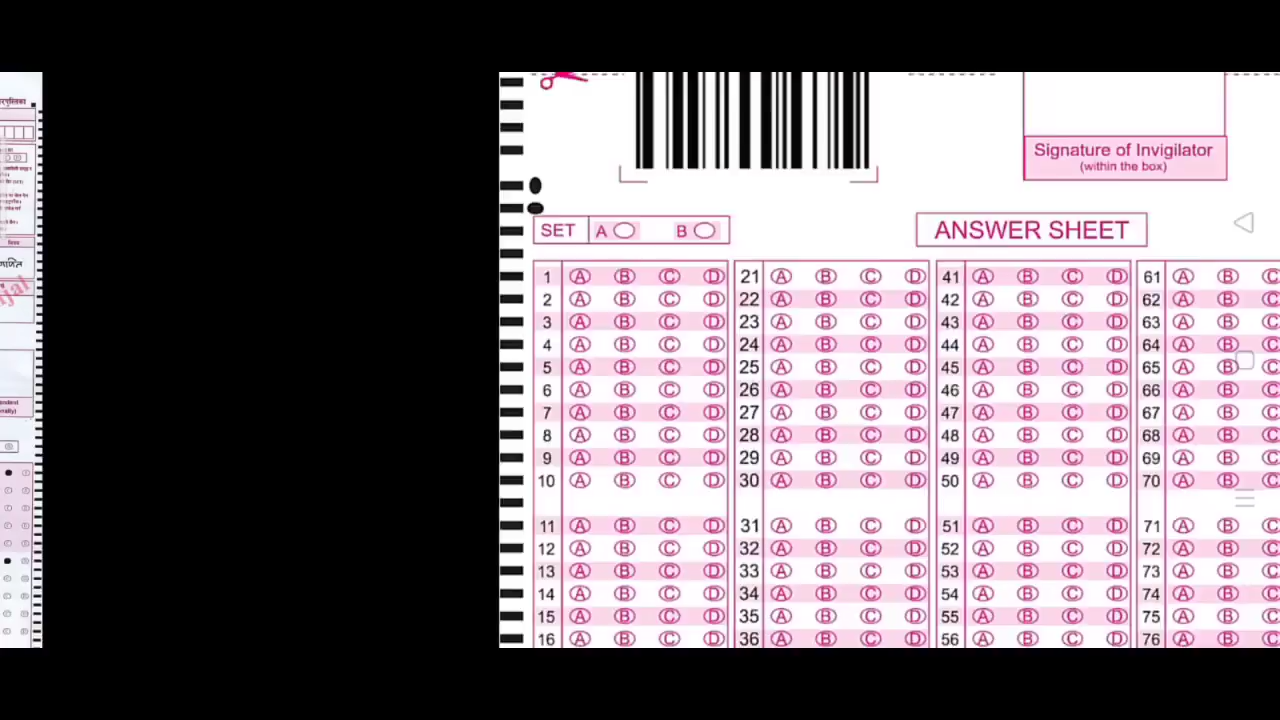 Signature of Invigilator
(within the box)
SET A B
ANSWER SHEET
1 A B C D 21 A B C D 41 A B C D 61 A B C
2 A B C D 22 A B C D 42 A B C D 62 A B C
3 A B C D 23 A B C D 43 A B C D 63 A B C
4 A B C D 24 A B C D 44 A B C D 64 A B C
5 A B C D 25 A B C D 45 A B C D 65 A B C
6 A B C D 26 A B C D 46 A B C D 66 A B C
7 A B C D 27 A B C D 47 A B C D 67 A B C
8 A B C D 28 A B C D 48 A B C D 68 A B C
9 A B C D 29 A B C D 49 A B C D 69 A B C
10 A B C D 30 A B C D 50 A B C D 70 A B C
11 A B C D 31 A B C D 51 A B C D 71 A B C
12 A B C D 32 A B C D 52 A B C D 72 A B C
13 A B C D 33 A B C D 53 A B C D 73 A B C
14 A B C D 34 A B C D 54 A B C D 74 A B C
15 A B C D 35 A B C D 55 A B C D 75 A B C
16 A B C D 36 A B C D 56 A B C D 76 A B C